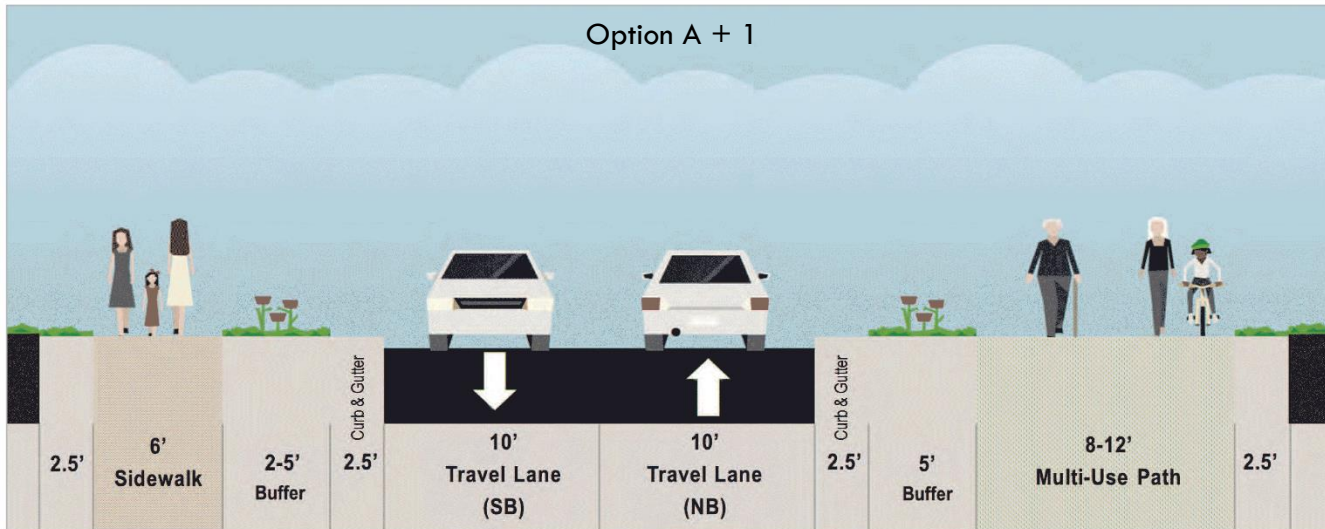 Option A + 1
2.5’
6’
Sidewalk
2-5’
Buffer
Curb & Gutter
2.5’
10’
Travel Lane
(SB)
10’
Travel Lane
(NB)
Curb & Gutter
2.5’
5’
Buffer
8-12’
Multi-Use Path
2.5’